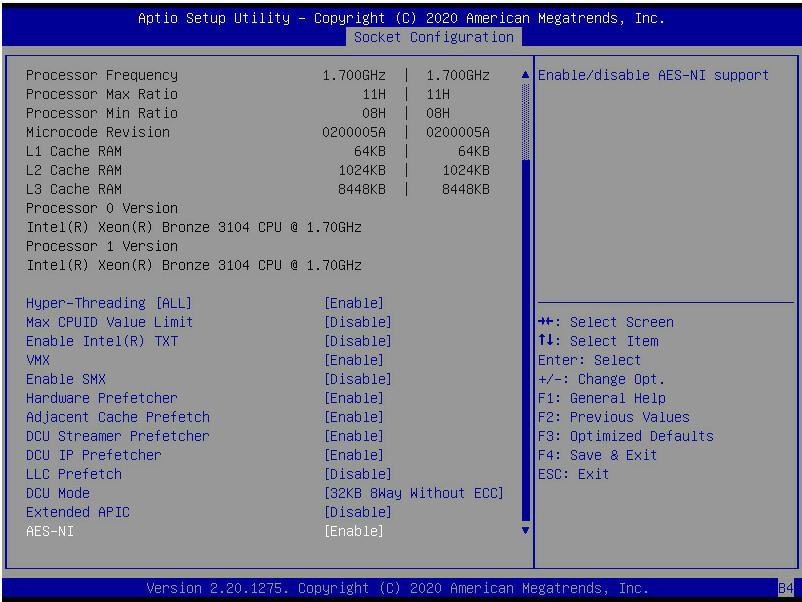 Aptio Setup Utility – Copyright (C) 2020 American Megatrends, Inc.
Socket Configuration
Processor Frequency 1.700GHz | 1.700GHz
Processor Max Ratio 11H | 11H
Processor Min Ratio 08H | 08H
Microcode Revision 0200005A | 0200005A
L1 Cache RAM 64KB | 64KB
L2 Cache RAM 1024KB | 1024KB
L3 Cache RAM 8448KB | 8448KB
Processor 0 Version
Intel(R) Xeon(R) Bronze 3104 CPU @ 1.70GHz
Processor 1 Version
Intel(R) Xeon(R) Bronze 3104 CPU @ 1.70GHz
Hyper-Threading [ALL] [Enable]
Max CPUID Value Limit [Disable]
Enable Intel(R) TXT [Disable]
VMX [Enable]
Enable SMX [Disable]
Hardware Prefetcher [Enable]
Adjacent Cache Prefetch [Enable]
DCU Streamer Prefetcher [Enable]
DCU IP Prefetcher [Enable]
LLC Prefetch [Disable]
DCU Mode [32KB 8Way Without ECC]
Extended APIC [Disable]
AES-NI [Enable]
Enable/disable AES-NI support
→←: Select Screen
↑↓: Select Item
Enter: Select
+/-: Change Opt.
F1: General Help
F2: Previous Values
F3: Optimized Defaults
F4: Save & Exit
ESC: Exit
Version 2.20.1275. Copyright (C) 2020 American Megatrends, Inc.
B4